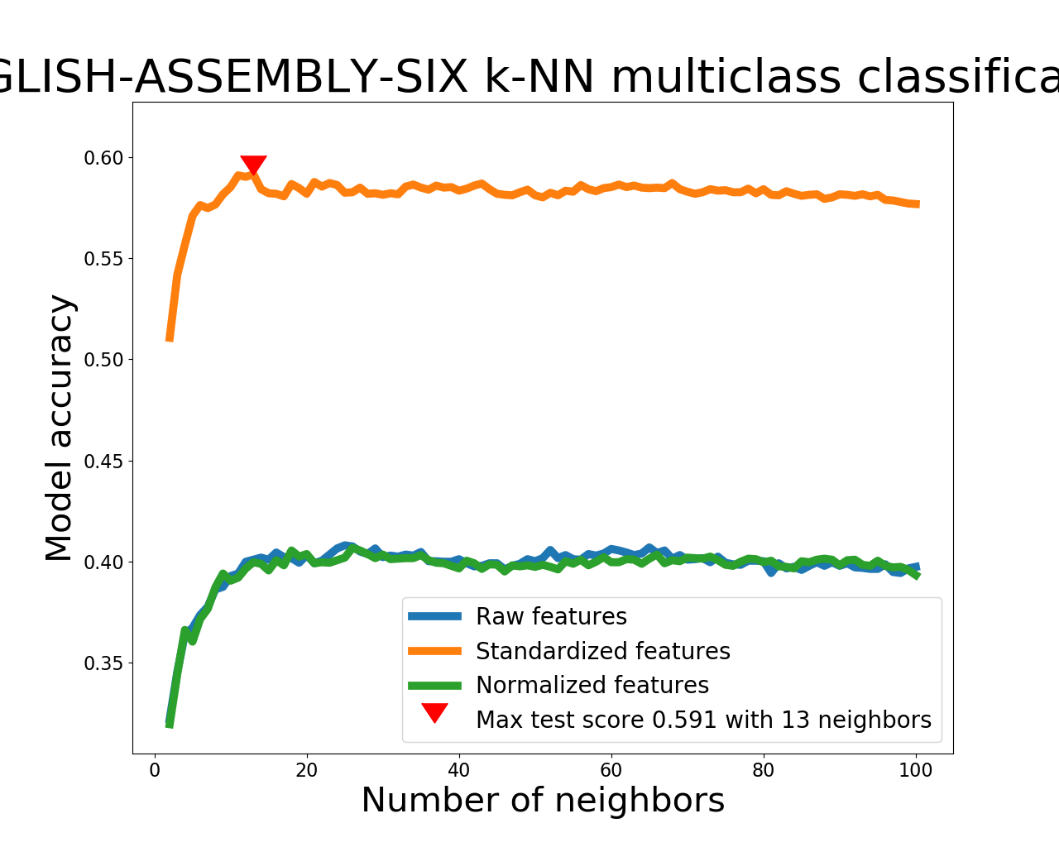 GLISH-ASSEMBLY-SIX k-NN multiclass classifica
0.60
0.55
0.50
0.45
0.40
0.35
Model accuracy
Raw features
Standardized features
Normalized features
Max test score 0.591 with 13 neighbors
0 20 40 60 80 100
Number of neighbors